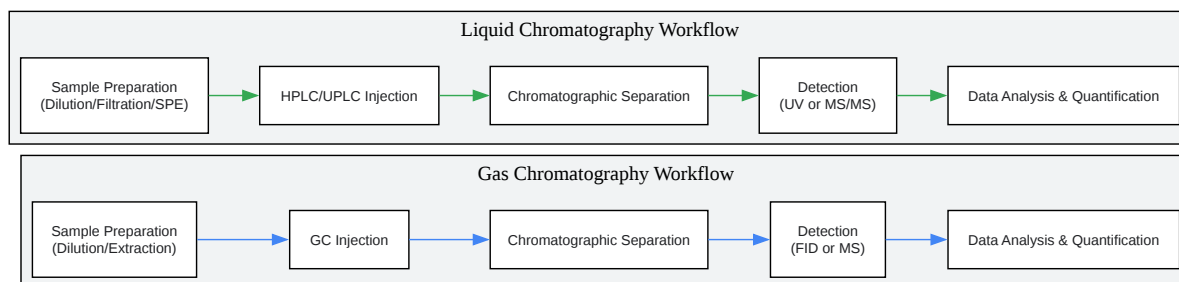 Liquid Chromatography Workflow
Sample Preparation
(Dilution/Filtration/SPE)
HPLC/UPLC Injection
Chromatographic Separation
Detection
(UV or MS/MS)
Data Analysis & Quantification
Gas Chromatography Workflow
Sample Preparation
(Dilution/Extraction)
GC Injection
Chromatographic Separation
Detection
(FID or MS)
Data Analysis & Quantification